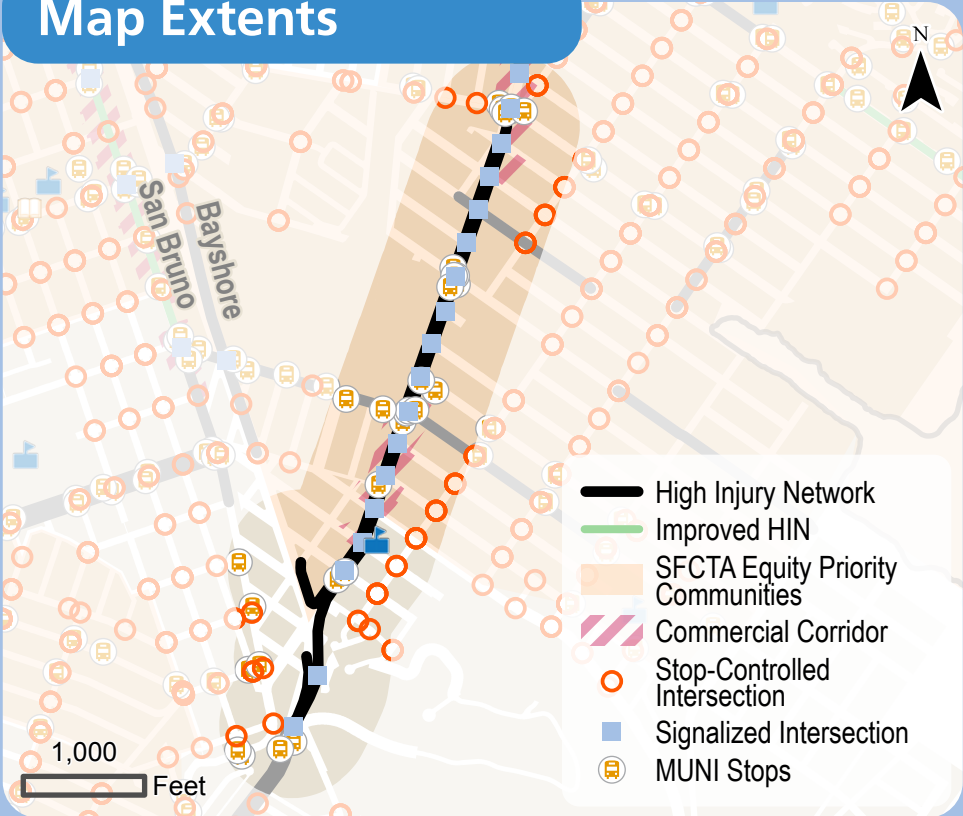 Map Extents
N
San Bruno
Bayshore
High Injury Network
Improved HIN
SFCTA Equity Priority
Communities
Commercial Corridor
Stop-Controlled
Intersection
Signalized Intersection
MUNI Stops
1,000
Feet